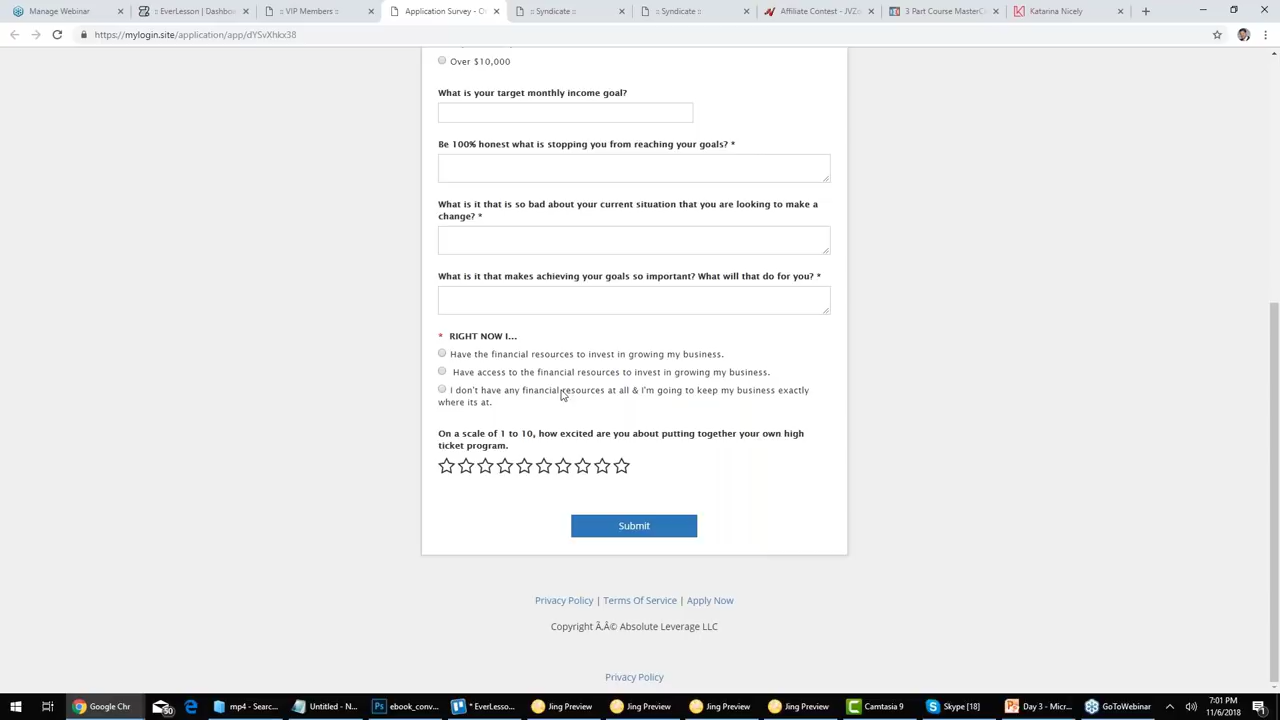 Manage Webinar
EverLesson | Dashbo
:: VIP Members ::
Application Survey - C
:: Syndicator ::
:: Syndicate ::
Affiliate Contest - JVZo
3 Part Course MasterC
Katarina Nicely
https://mylogin.site/application/app/dYSvXhkx38
Over $10,000
What is your target monthly income goal?
Be 100% honest what is stopping you from reaching your goals? *
What is it that is so bad about your current situation that you are looking to make a
change? *
What is it that makes achieving your goals so important? What will that do for you? *
* RIGHT NOW I...
Have the financial resources to invest in growing my business.
Have access to the financial resources to invest in growing my business.
I don't have any financial resources at all & I'm going to keep my business exactly
where its at.
On a scale of 1 to 10, how excited are you about putting together your own high
ticket program.
Submit
Privacy Policy | Terms Of Service | Apply Now
Copyright Ã‚Â© Absolute Leverage LLC
Privacy Policy
Google Chr
30
mp4 - Searc...
Untitled - N...
ebook_conv...
* EverLesso...
Jing Preview
Jing Preview
Jing Preview
Camtasia 9
Skype [18]
Day 3 - Mas...
GoToWebinar
7:01 PM
11/6/2018